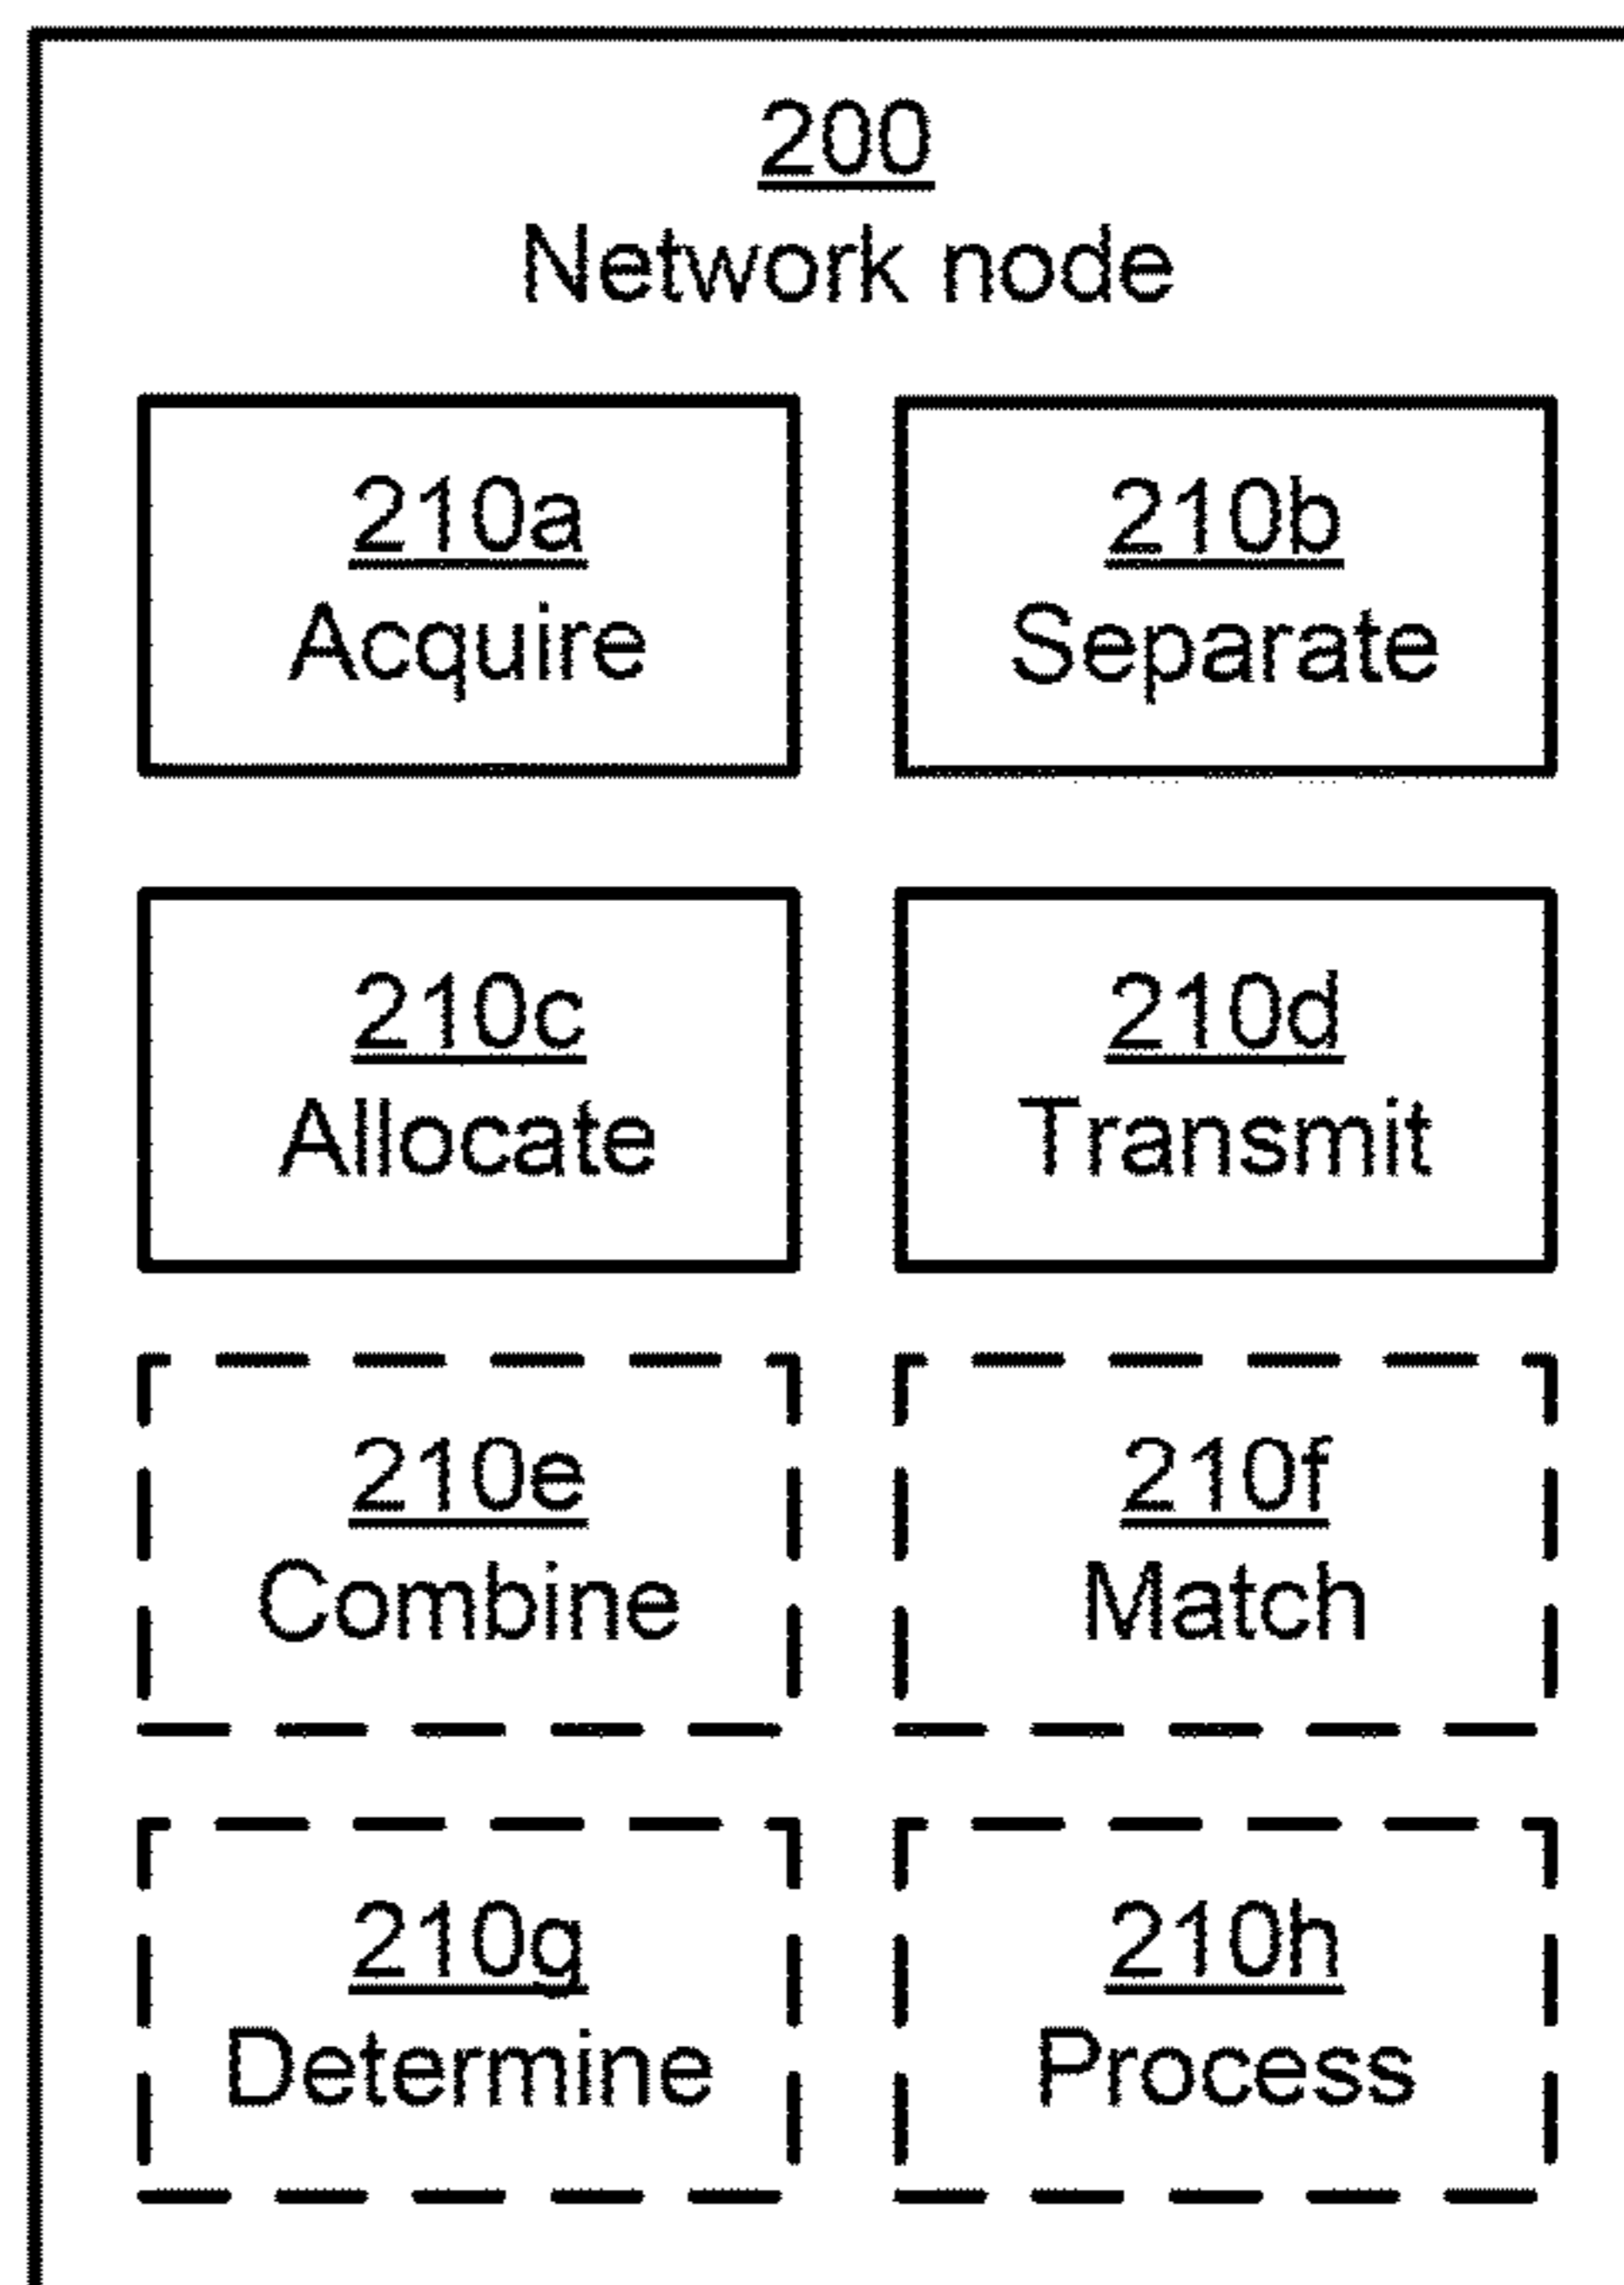 200
Network node
210a
Acquire
210b
Separate
210c
Allocate
210d
Transmit
210e
Combine
210f
Match
210g
Determine
210h
Process